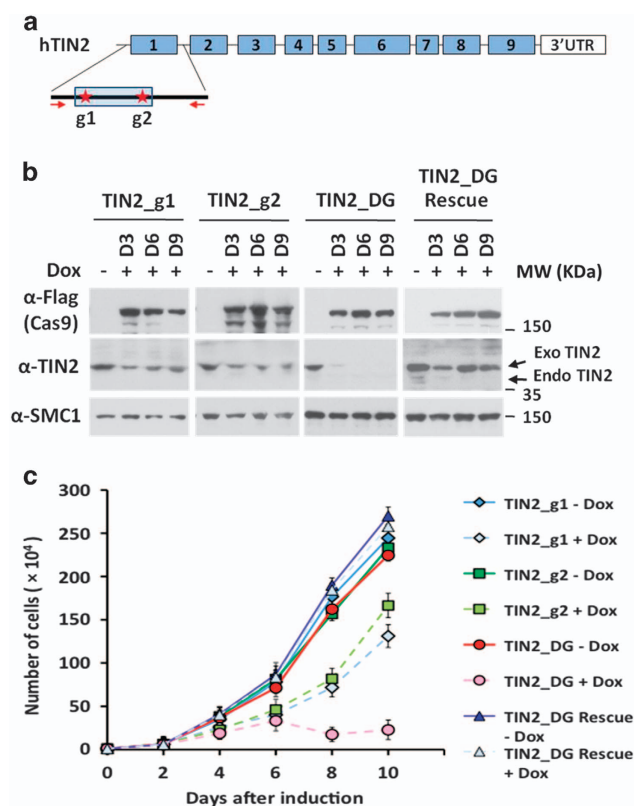 a
hTIN2 1 2 3 4 5 6 7 8 9 3'UTR
g1 g2
b
TIN2_g1 TIN2_g2 TIN2_DG TIN2_DG
Rescue
D3 D6 D9 D3 D6 D9 D3 D6 D9 D3 D6 D9
Dox - + + + - + + + - + + + - + + + MW (KDa)
α-Flag
(Cas9)
150
α-TIN2
Exo TIN2
Endo TIN2
35
α-SMC1 150
c
Number of cells (× 10⁴)
300
250
200
150
100
50
0
0 2 4 6 8 10
Days after induction
TIN2_g1 - Dox
TIN2_g1 + Dox
TIN2_g2 - Dox
TIN2_g2 + Dox
TIN2_DG - Dox
TIN2_DG + Dox
TIN2_DG Rescue
- Dox
TIN2_DG Rescue
+ Dox